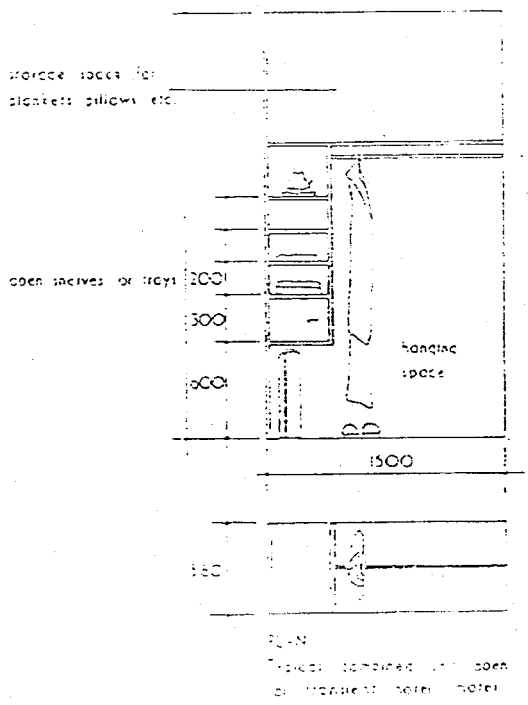 storage space for
blankets pillows etc.
open shelves or trays 200
300
600
hanging
space
1500
PLAN
Typical combined unit open
or transient hotel motel